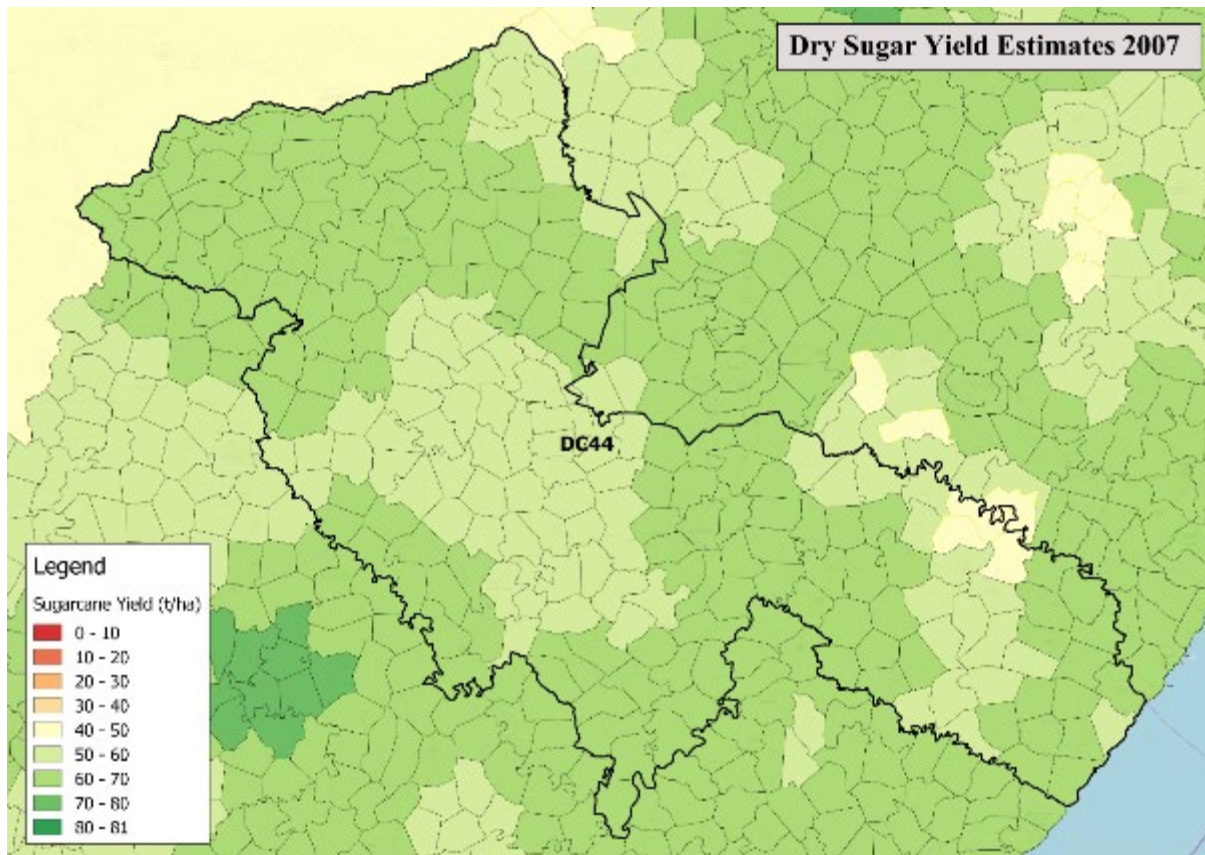 Dry Sugar Yield Estimates 2007
DC44
Legend
Sugarcane Yield (t/ha)
0 - 10
10 - 20
20 - 30
30 - 40
40 - 50
50 - 60
60 - 70
70 - 80
80 - 81